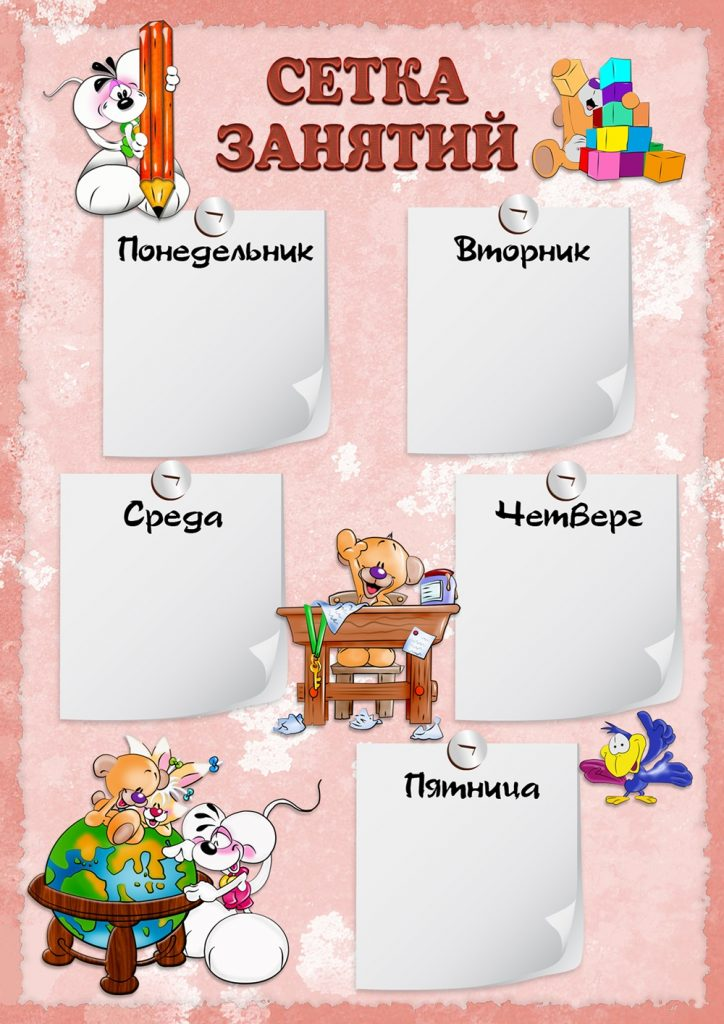 СЕТКА
ЗАНЯТИЙ
Понедельник
Вторник
Среда
Четверг
Пятница